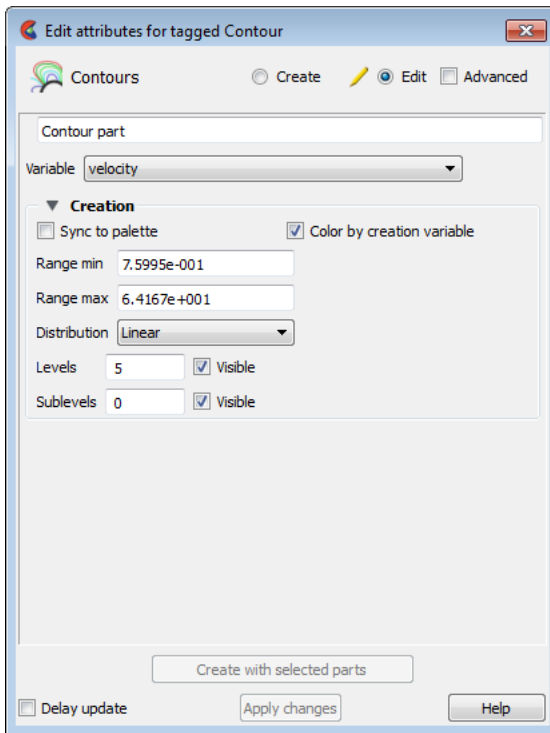 Edit attributes for tagged Contour
Contours Create Edit Advanced
Contour part
Variable velocity
Creation
Sync to palette Color by creation variable
Range min 7.5995e-001
Range max 6.4167e+001
Distribution Linear
Levels 5 Visible
Sublevels 0 Visible
Create with selected parts
Delay update Apply changes Help